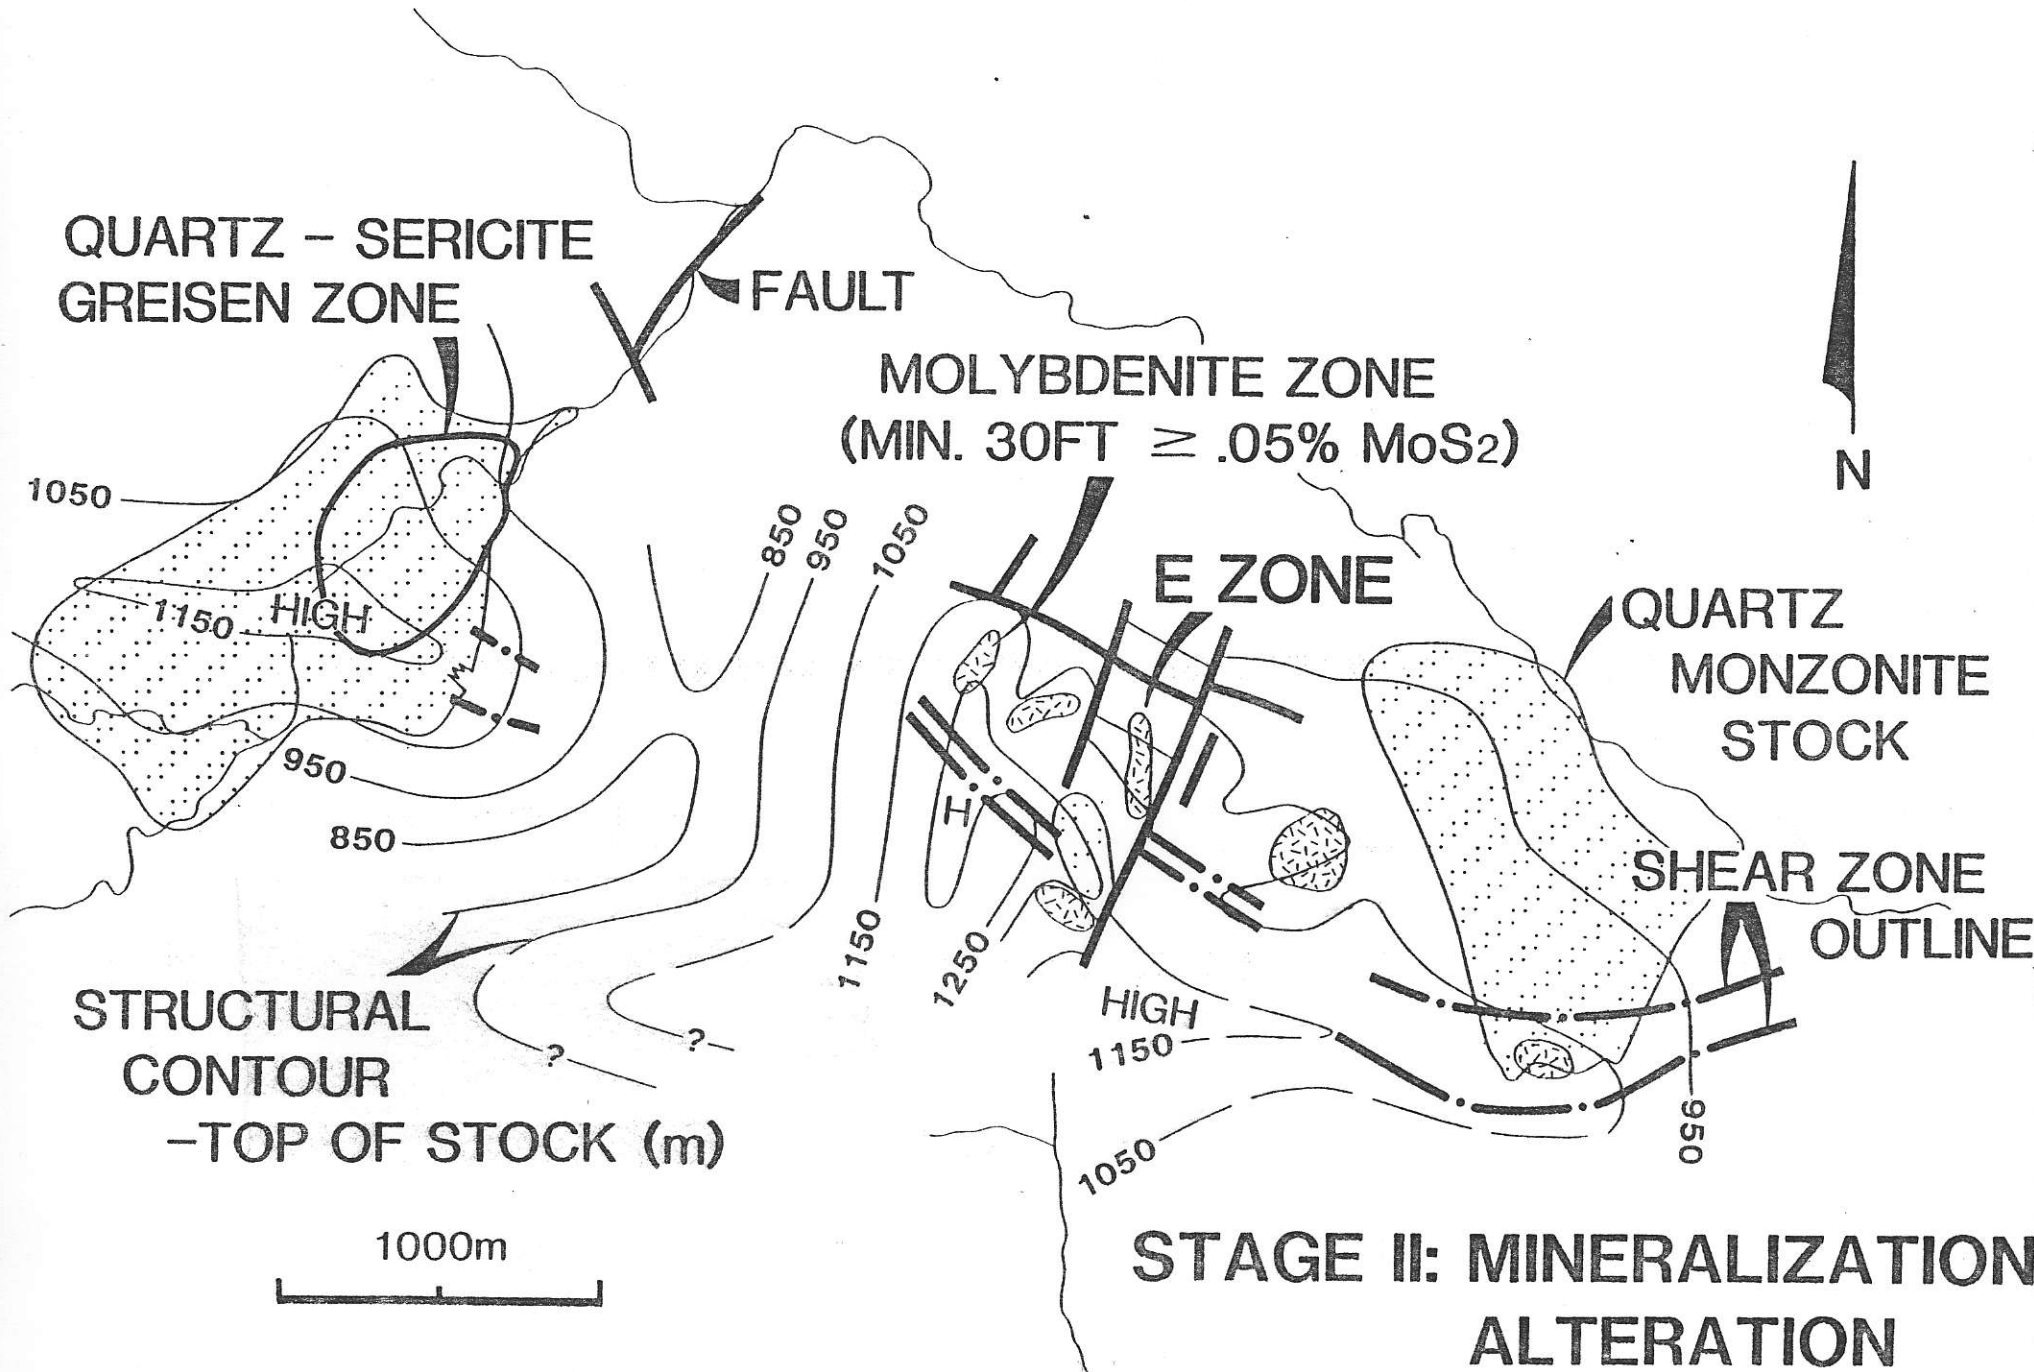 QUARTZ – SERICITE
GREISEN ZONE
FAULT
MOLYBDENITE ZONE
(MIN. 30FT ≥ .05% MoS2)
N
1050
850
950
1050
E ZONE
QUARTZ
MONZONITE
STOCK
1150
HIGH
950
850
H
1150
1250
SHEAR ZONE
OUTLINE
STRUCTURAL
CONTOUR
–TOP OF STOCK (m)
?
?
HIGH
1150
1050
950
1000m
STAGE II: MINERALIZATION
ALTERATION